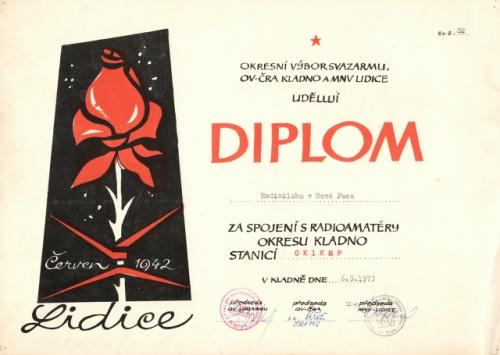 Ev.č. 82
OKRESNÍ VÝBOR SVAZARMU,
OV-ČRA KLADNO A MNV LIDICE
UDĚLUJÍ
DIPLOM
Radioklubu v Nové Pace
ZA SPOJENÍ S RADIOAMATÉRY
OKRESU KLADNO
STANICÍ OK1KMP
V KLADNĚ DNE 6.9.1973
Červen 1942
Lidice
předseda předseda předseda
OV-SVAZARMU OV-ČRA MNV-LIDICE